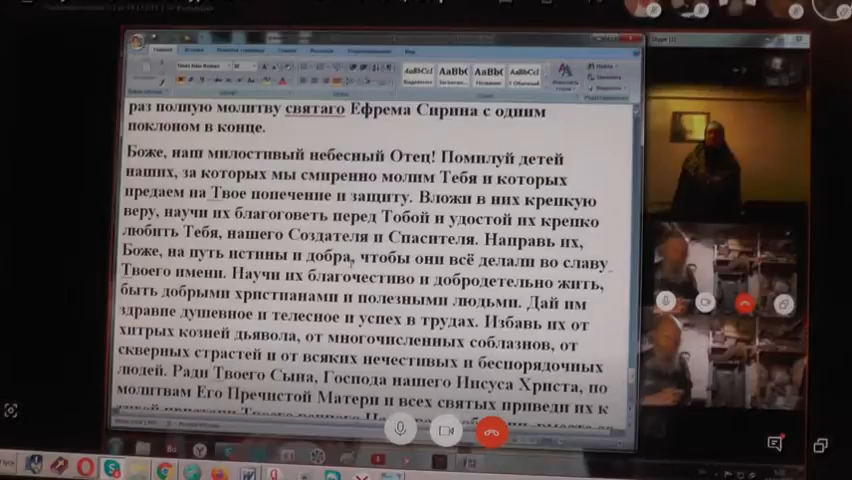 раз полную молитву святаго Ефрема Сирина с одним
поклоном в конце.
Боже, наш милостивый небесный Отец! Помилуй детей
наших, за которых мы смиренно молим Тебя и которых
предаем на Твое попечение и защиту. Вложи в них крепкую
веру, научи их благоговеть перед Тобой и удостой их крепко
любить Тебя, нашего Создателя и Спасителя. Направь их,
Боже, на путь истины и добра, чтобы они всё делали во славу
Твоего имени. Научи их благочестиво и добродетельно жить,
быть добрыми христианами и полезными людьми. Дай им
здравие душевное и телесное и успех в трудах. Избавь их от
хитрых козней дьявола, от многочисленных соблазнов, от
скверных страстей и от всяких нечестивых и беспорядочных
людей. Ради Твоего Сына, Господа нашего Иисуса Христа, по
молитвам Его Пречистой Матери и всех святых приведи их к